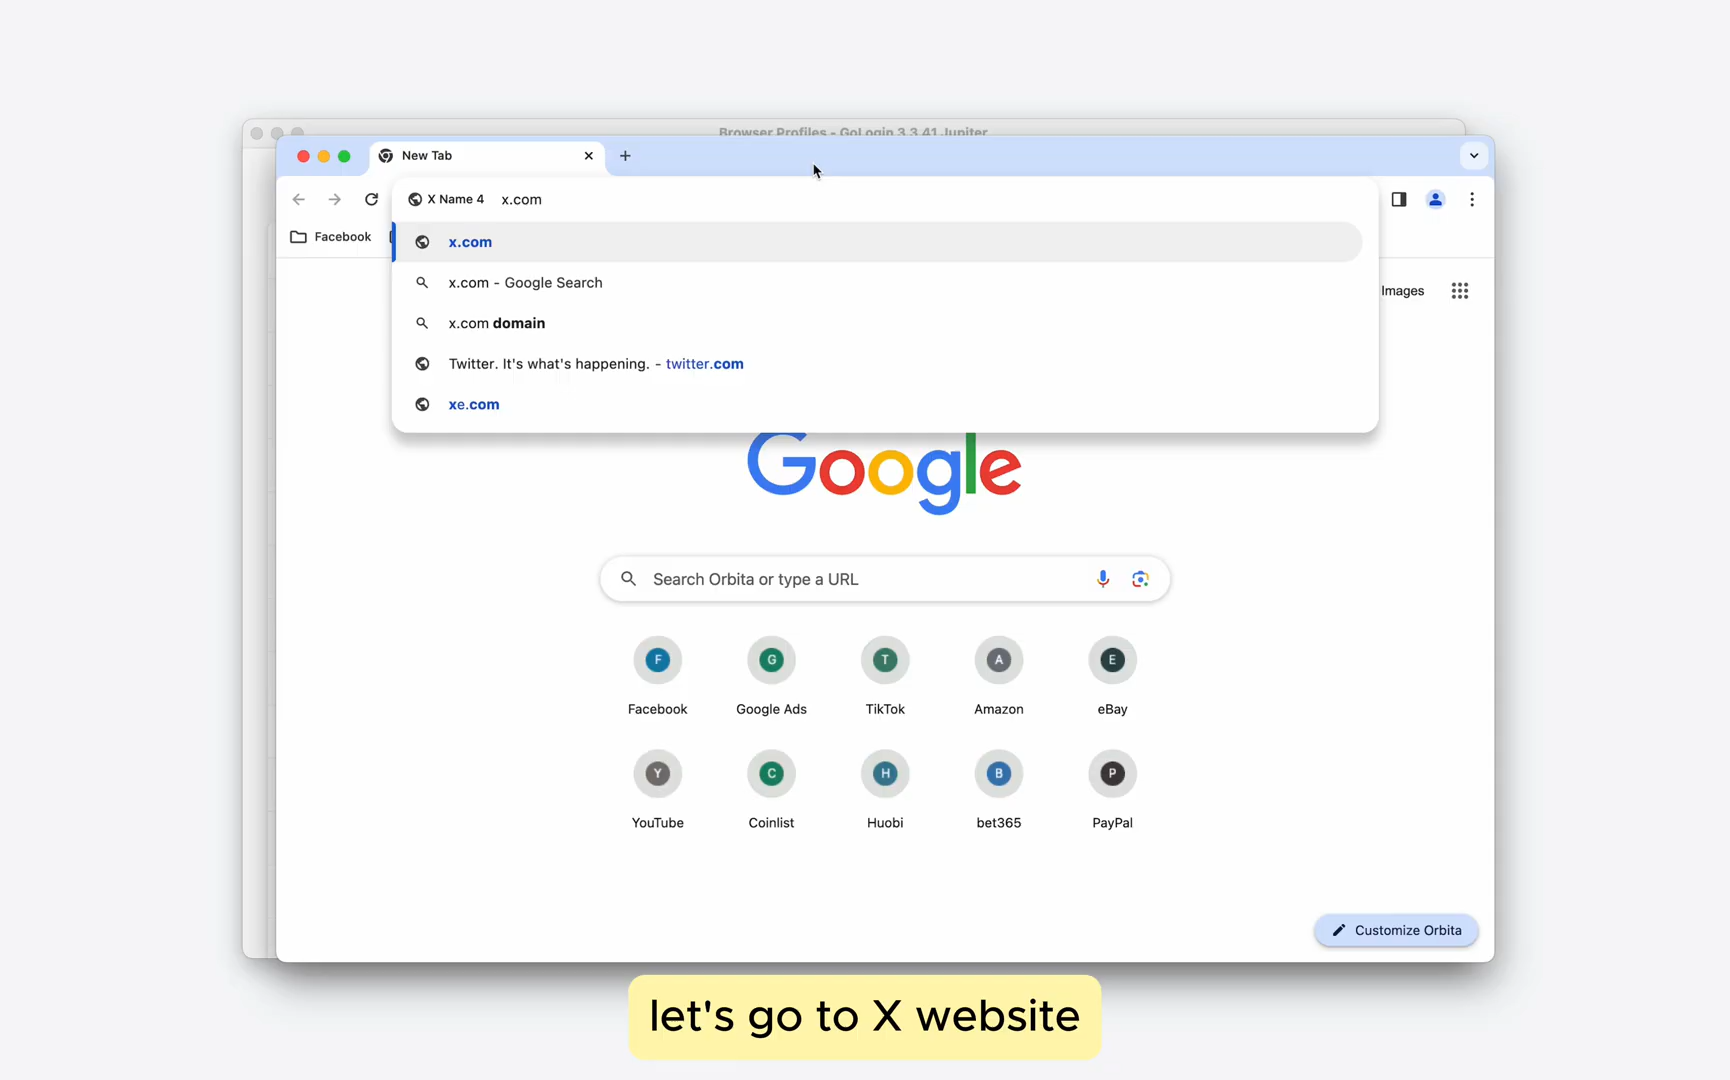 Browser Profiles - GoLogin 3.3.41 Jupiter
New Tab
X Name 4 x.com
Facebook
x.com
x.com - Google Search
Images
x.com domain
Twitter. It's what's happening. - twitter.com
xe.com
Google
Search Orbita or type a URL
F G T A E
Facebook Google Ads TikTok Amazon eBay
Y C H B P
YouTube Coinlist Huobi bet365 PayPal
Customize Orbita
let's go to X website